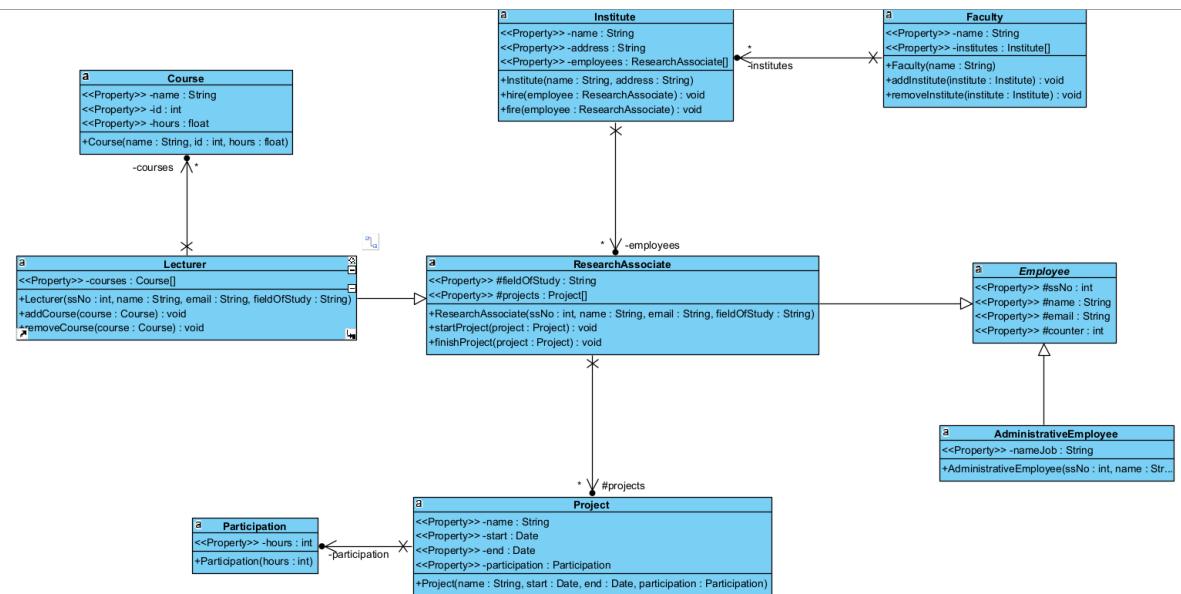 a
Institute
<<Property>> -name : String
<<Property>> -address : String
<<Property>> -employees : ResearchAssociate[]
+Institute(name : String, address : String)
+hire(employee : ResearchAssociate) : void
+fire(employee : ResearchAssociate) : void
a
Faculty
<<Property>> -name : String
<<Property>> -institutes : Institute[]
+Faculty(name : String)
+addInstitute(institute : Institute) : void
+removeInstitute(institute : Institute) : void
*
-institutes
a
Course
<<Property>> -name : String
<<Property>> -id : int
<<Property>> -hours : float
+Course(name : String, id : int, hours : float)
-courses
*
*
-employees
a
Lecturer
<<Property>> -courses : Course[]
+Lecturer(ssNo : int, name : String, email : String, fieldOfStudy : String)
+addCourse(course : Course) : void
+removeCourse(course : Course) : void
a
ResearchAssociate
<<Property>> #fieldOfStudy : String
<<Property>> #projects : Project[]
+ResearchAssociate(ssNo : int, name : String, email : String, fieldOfStudy : String)
+startProject(project : Project) : void
+finishProject(project : Project) : void
a
Employee
<<Property>> #ssNo : int
<<Property>> #name : String
<<Property>> #email : String
<<Property>> #counter : int
a
AdministrativeEmployee
<<Property>> -nameJob : String
+AdministrativeEmployee(ssNo : int, name : Str...
*
#projects
a
Participation
<<Property>> -hours : int
+Participation(hours : int)
-participation
a
Project
<<Property>> -name : String
<<Property>> -start : Date
<<Property>> -end : Date
<<Property>> -participation : Participation
+Project(name : String, start : Date, end : Date, participation : Participation)